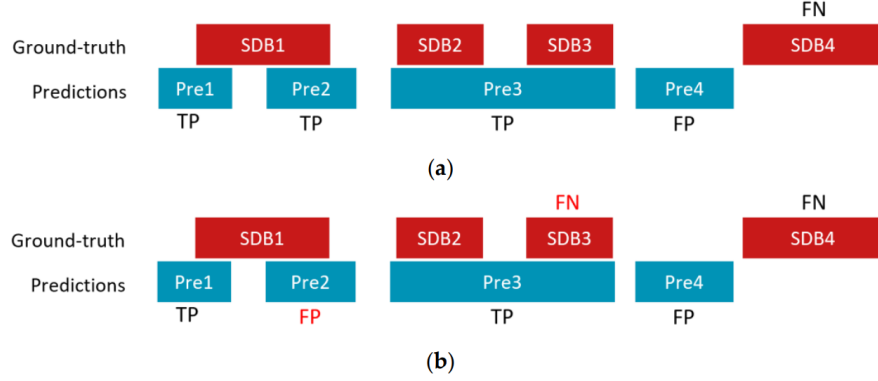 FN
Ground-truth SDB1 SDB2 SDB3 SDB4
Predictions Pre1 Pre2 Pre3 Pre4
TP TP TP FP
(a)
FN FN
Ground-truth SDB1 SDB2 SDB3 SDB4
Predictions Pre1 Pre2 Pre3 Pre4
TP FP TP FP
(b)